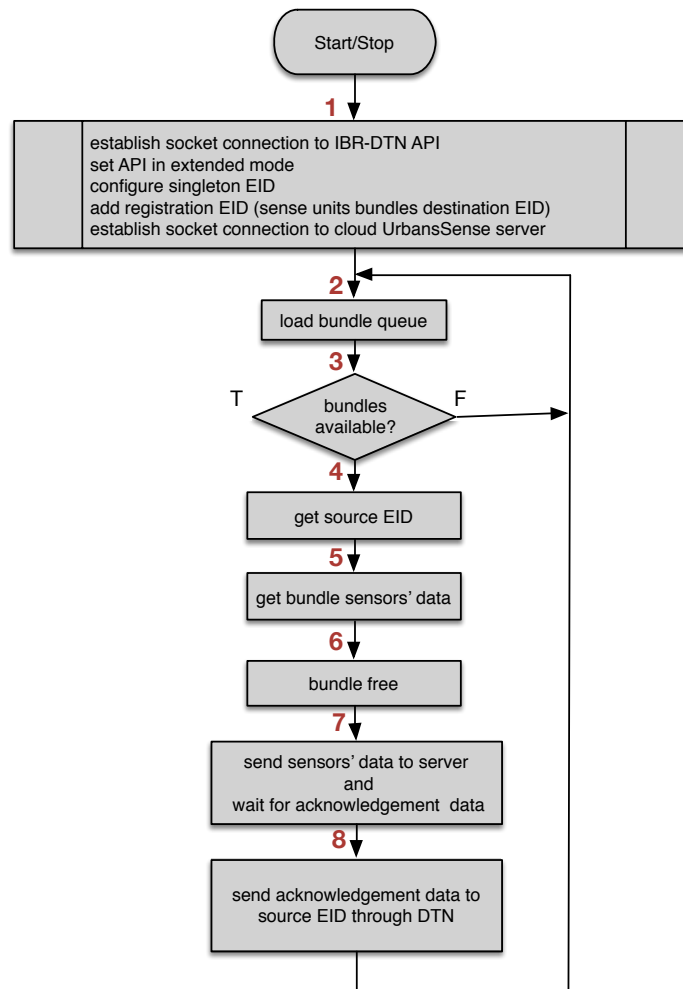 Start/Stop
1
establish socket connection to IBR-DTN API
set API in extended mode
configure singleton EID
add registration EID (sense units bundles destination EID)
establish socket connection to cloud UrbansSense server
2
load bundle queue
3
T
bundles
available?
F
4
get source EID
5
get bundle sensors' data
6
bundle free
7
send sensors' data to server
and
wait for acknowledgement data
8
send acknowledgement data to
source EID through DTN